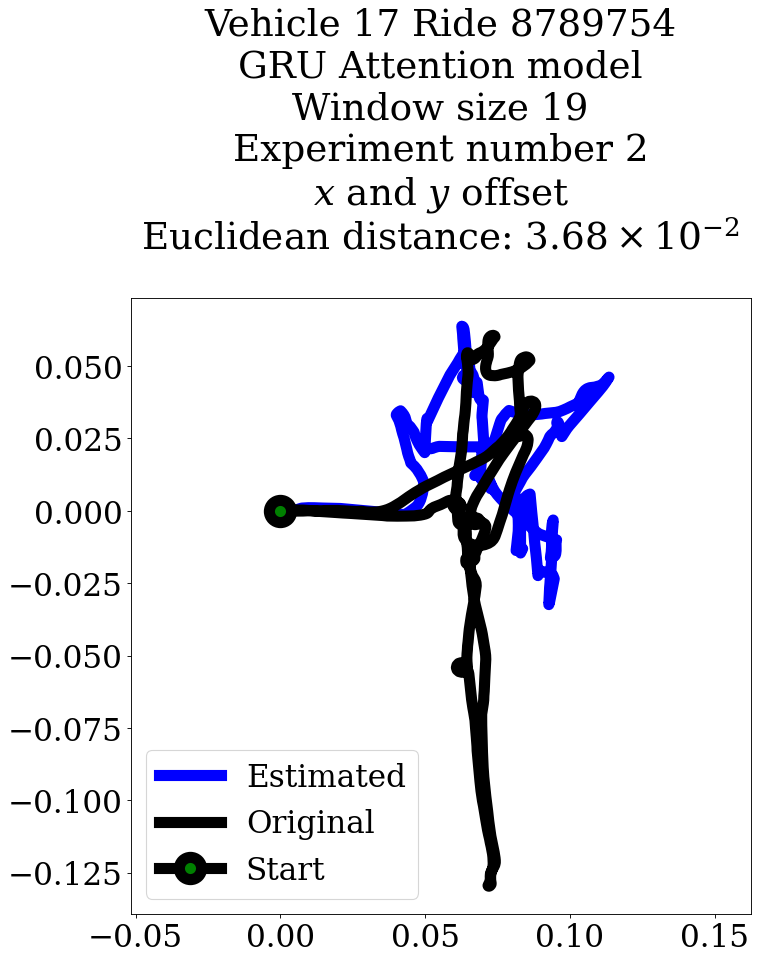 Vehicle 17 Ride 8789754
GRU Attention model
Window size 19
Experiment number 2
x and y offset
Euclidean distance: 3.68 × 10⁻²
0.050
0.025
0.000
−0.025
−0.050
−0.075
−0.100
−0.125
Estimated
Original
Start
−0.05 0.00 0.05 0.10 0.15